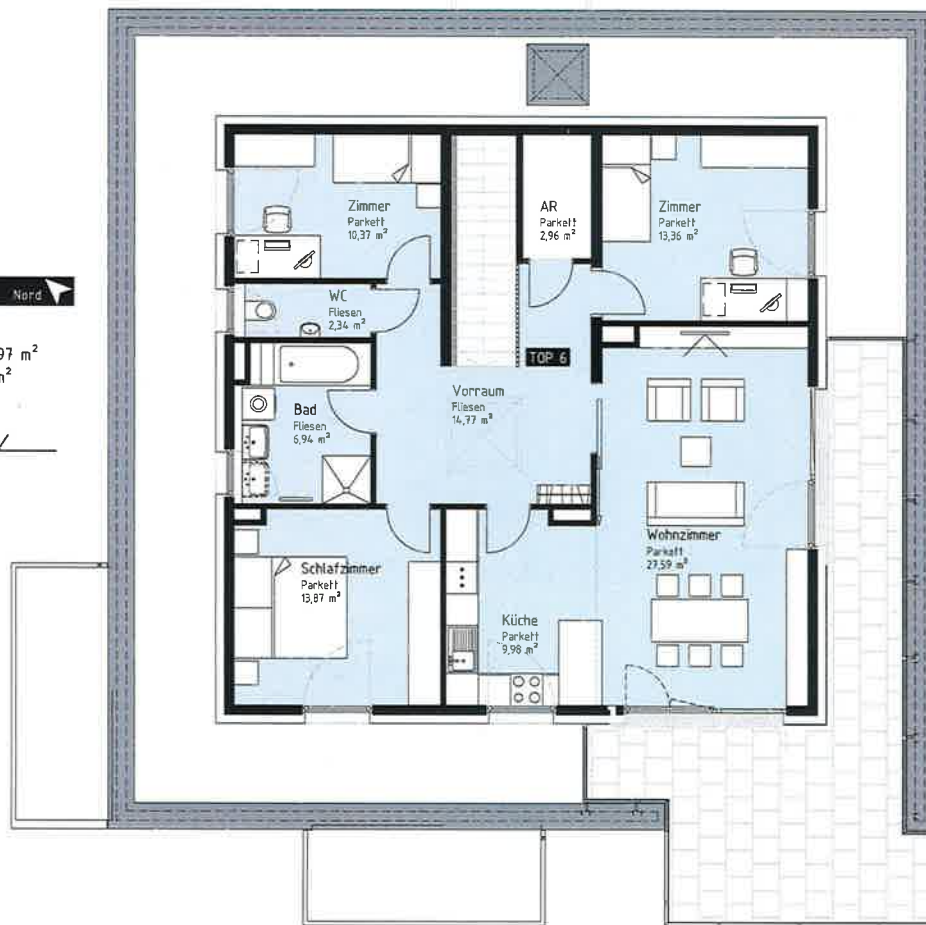 Zimmer
Parkett
10,37 m²
AR
Parkett
2,96 m²
Zimmer
Parkett
13,36 m²
Nord
WC
Fliesen
2,34 m²
97 m²
m²
TOP 6
Vorraum
Fliesen
14,77 m²
Bad
Fliesen
6,94 m²
Wohnzimmer
Parkett
27,59 m²
Schlafzimmer
Parkett
13,87 m²
Küche
Parkett
9,98 m²